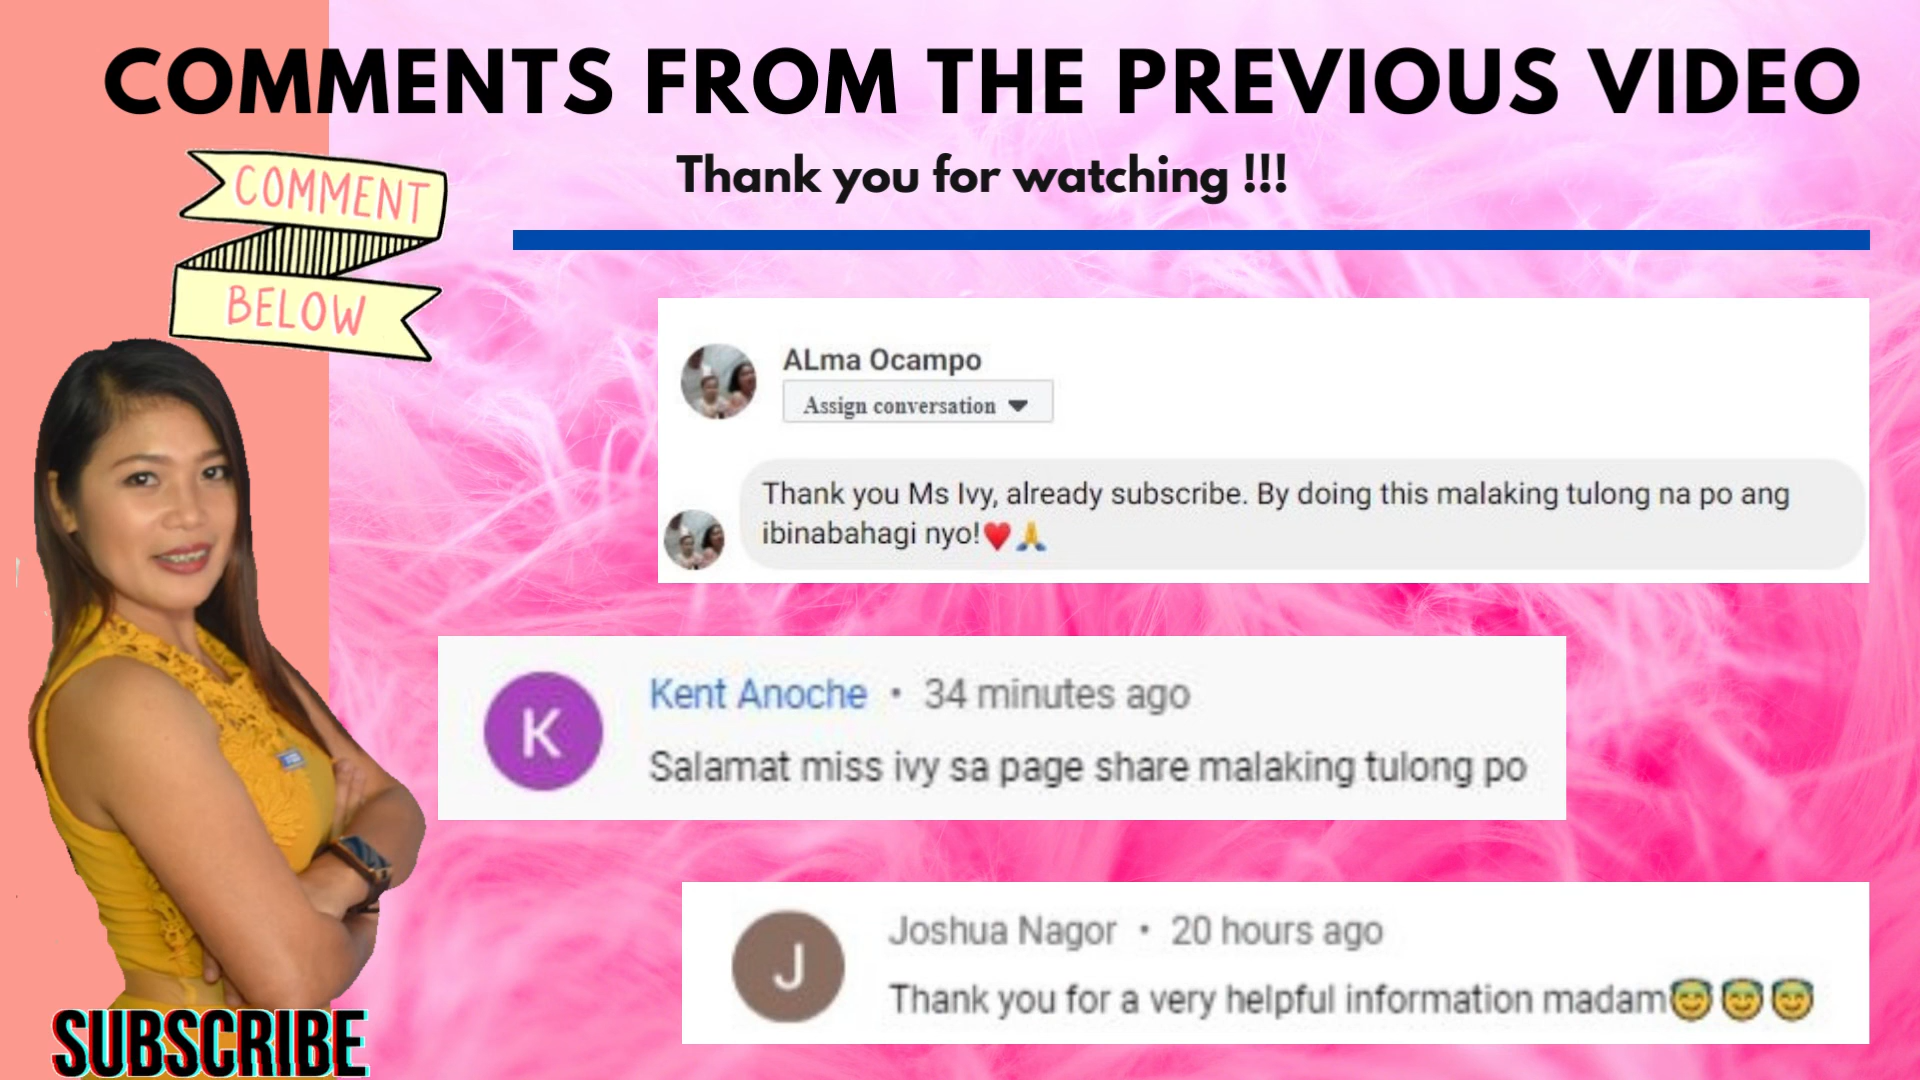 COMMENTS FROM THE PREVIOUS VIDEO
Thank you for watching !!!
COMMENT
BELOW
ALma Ocampo
Assign conversation
Thank you Ms Ivy, already subscribe. By doing this malaking tulong na po ang
ibinabahagi nyo!❤️🙏
K
Kent Anoche • 34 minutes ago
Salamat miss ivy sa page share malaking tulong po
J
Joshua Nagor • 20 hours ago
Thank you for a very helpful information madam😇😇😇
SUBSCRIBE